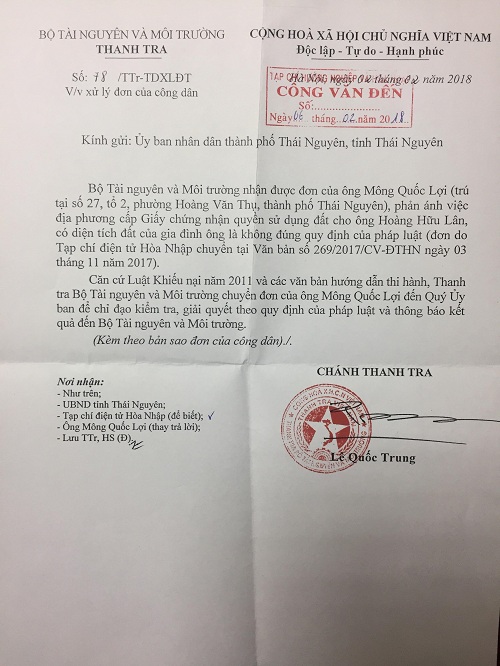 BỘ TÀI NGUYÊN VÀ MÔI TRƯỜNG
THANH TRA
CỘNG HOÀ XÃ HỘI CHỦ NGHĨA VIỆT NAM
Độc lập - Tự do - Hạnh phúc
Số: 78 /TTr-TDXLĐT
V/v xử lý đơn của công dân
Hà Nội, ngày 02 tháng 02 năm 2018
CÔNG VĂN ĐẾN
Số:
Ngày 06 tháng. 02 năm 2018
Kính gửi: Ủy ban nhân dân thành phố Thái Nguyên, tỉnh Thái Nguyên
Bộ Tài nguyên và Môi trường nhận được đơn của ông Mông Quốc Lợi (trú
tại số 27, tổ 2, phường Hoàng Văn Thụ, thành phố Thái Nguyên), phản ánh việc
địa phương cấp Giấy chứng nhận quyền sử dụng đất cho ông Hoàng Hữu Lân,
có diện tích đất của gia đình ông là không đúng quy định của pháp luật (đơn do
Tạp chí điện tử Hòa Nhập chuyển tại Văn bản số 269/2017/CV-ĐTHN ngày 03
tháng 11 năm 2017).
Căn cứ Luật Khiếu nại năm 2011 và các văn bản hướng dẫn thi hành, Thanh
tra Bộ Tài nguyên và Môi trường chuyển đơn của ông Mông Quốc Lợi đến Quý Ủy
ban để chỉ đạo kiểm tra, giải quyết theo quy định của pháp luật và thông báo kết
quả đến Bộ Tài nguyên và Môi trường.
(Kèm theo bản sao đơn của công dân)./.
Nơi nhận:
- Như trên;
- UBND tỉnh Thái Nguyên;
- Tạp chí điện tử Hòa Nhập (để biết);
- Ông Mông Quốc Lợi (thay trả lời);
- Lưu TTr, HS (Đ).
CHÁNH THANH TRA
Lê Quốc Trung